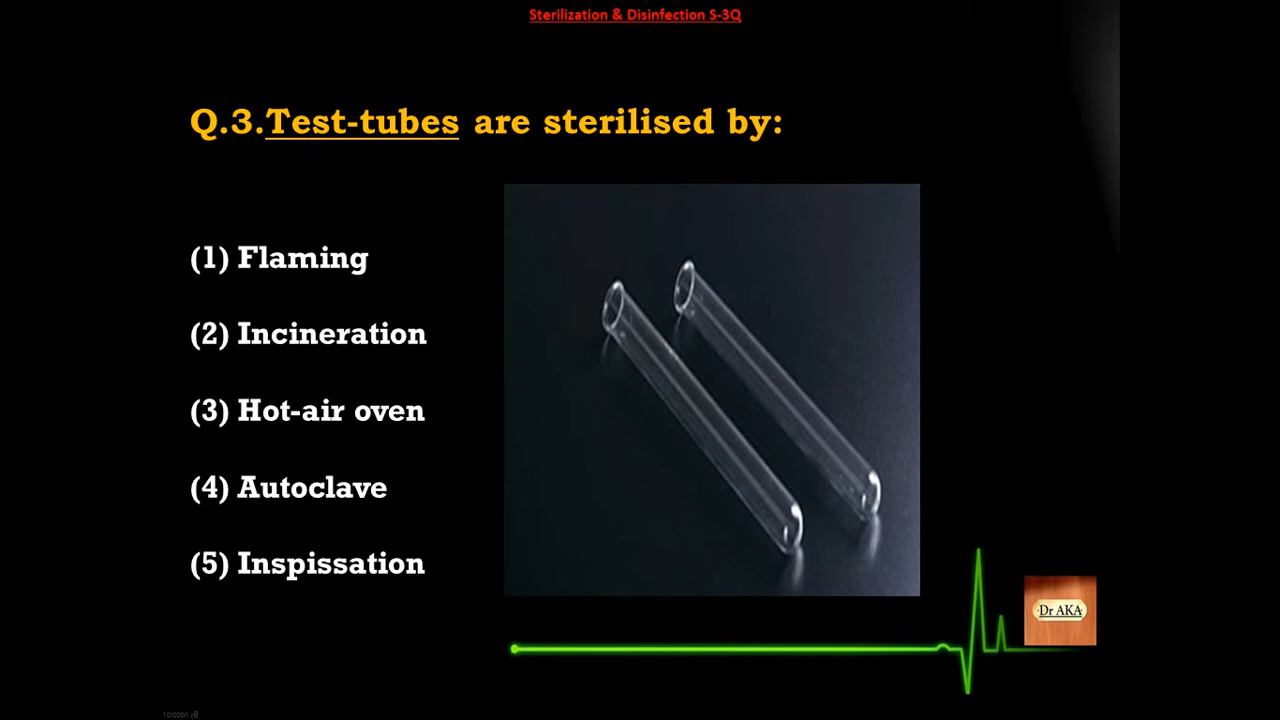 Sterilization & Disinfection S-3Q
Q.3.Test-tubes are sterilised by:
(1) Flaming
(2) Incineration
(3) Hot-air oven
(4) Autoclave
(5) Inspissation
Dr AKA